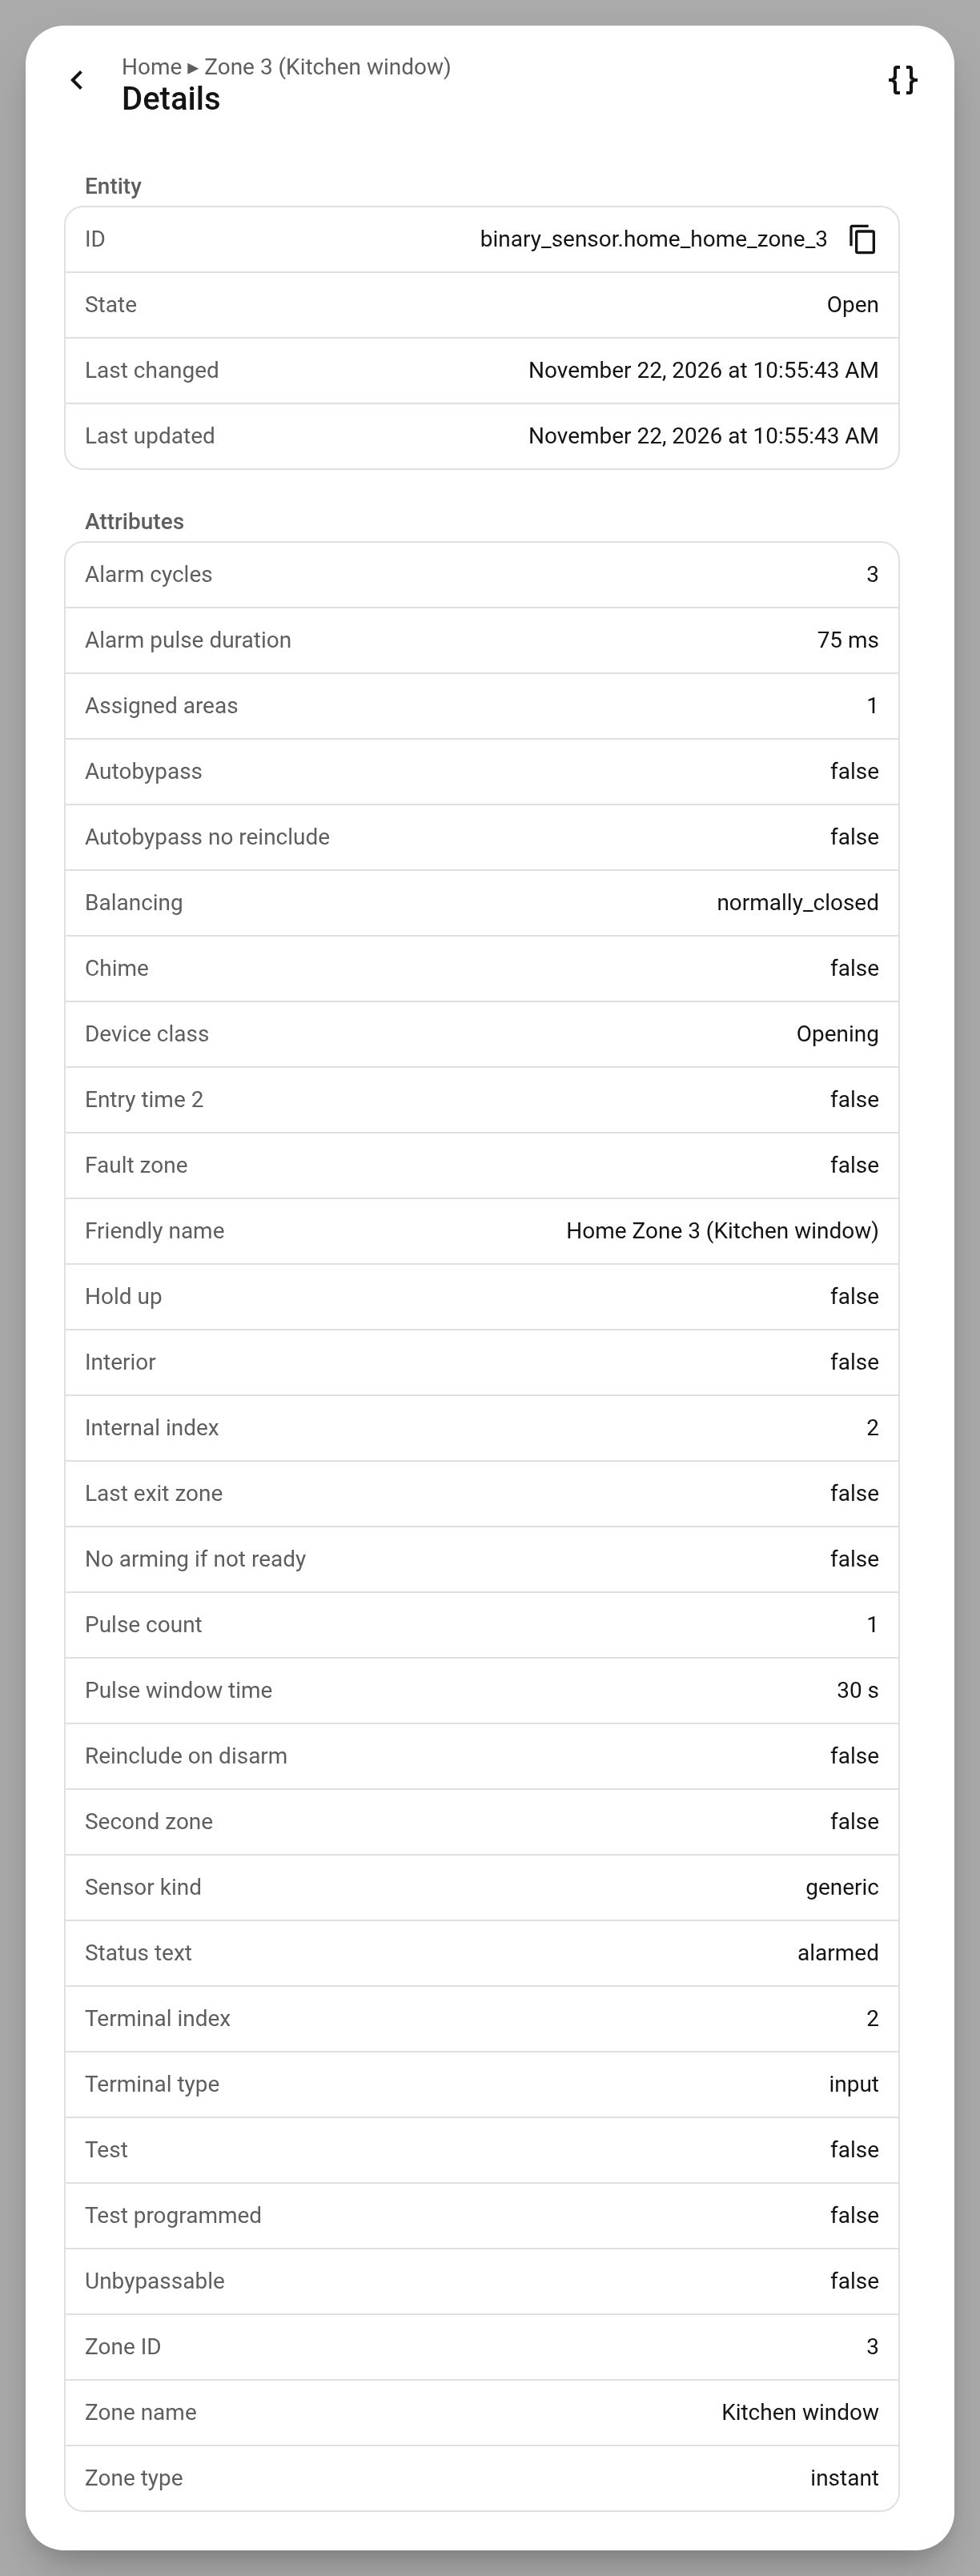 Home ▸ Zone 3 (Kitchen window)
Details
Entity
ID binary_sensor.home_home_zone_3
State Open
Last changed November 22, 2026 at 10:55:43 AM
Last updated November 22, 2026 at 10:55:43 AM
Attributes
Alarm cycles 3
Alarm pulse duration 75 ms
Assigned areas 1
Autobypass false
Autobypass no reinclude false
Balancing normally_closed
Chime false
Device class Opening
Entry time 2 false
Fault zone false
Friendly name Home Zone 3 (Kitchen window)
Hold up false
Interior false
Internal index 2
Last exit zone false
No arming if not ready false
Pulse count 1
Pulse window time 30 s
Reinclude on disarm false
Second zone false
Sensor kind generic
Status text alarmed
Terminal index 2
Terminal type input
Test false
Test programmed false
Unbypassable false
Zone ID 3
Zone name Kitchen window
Zone type instant